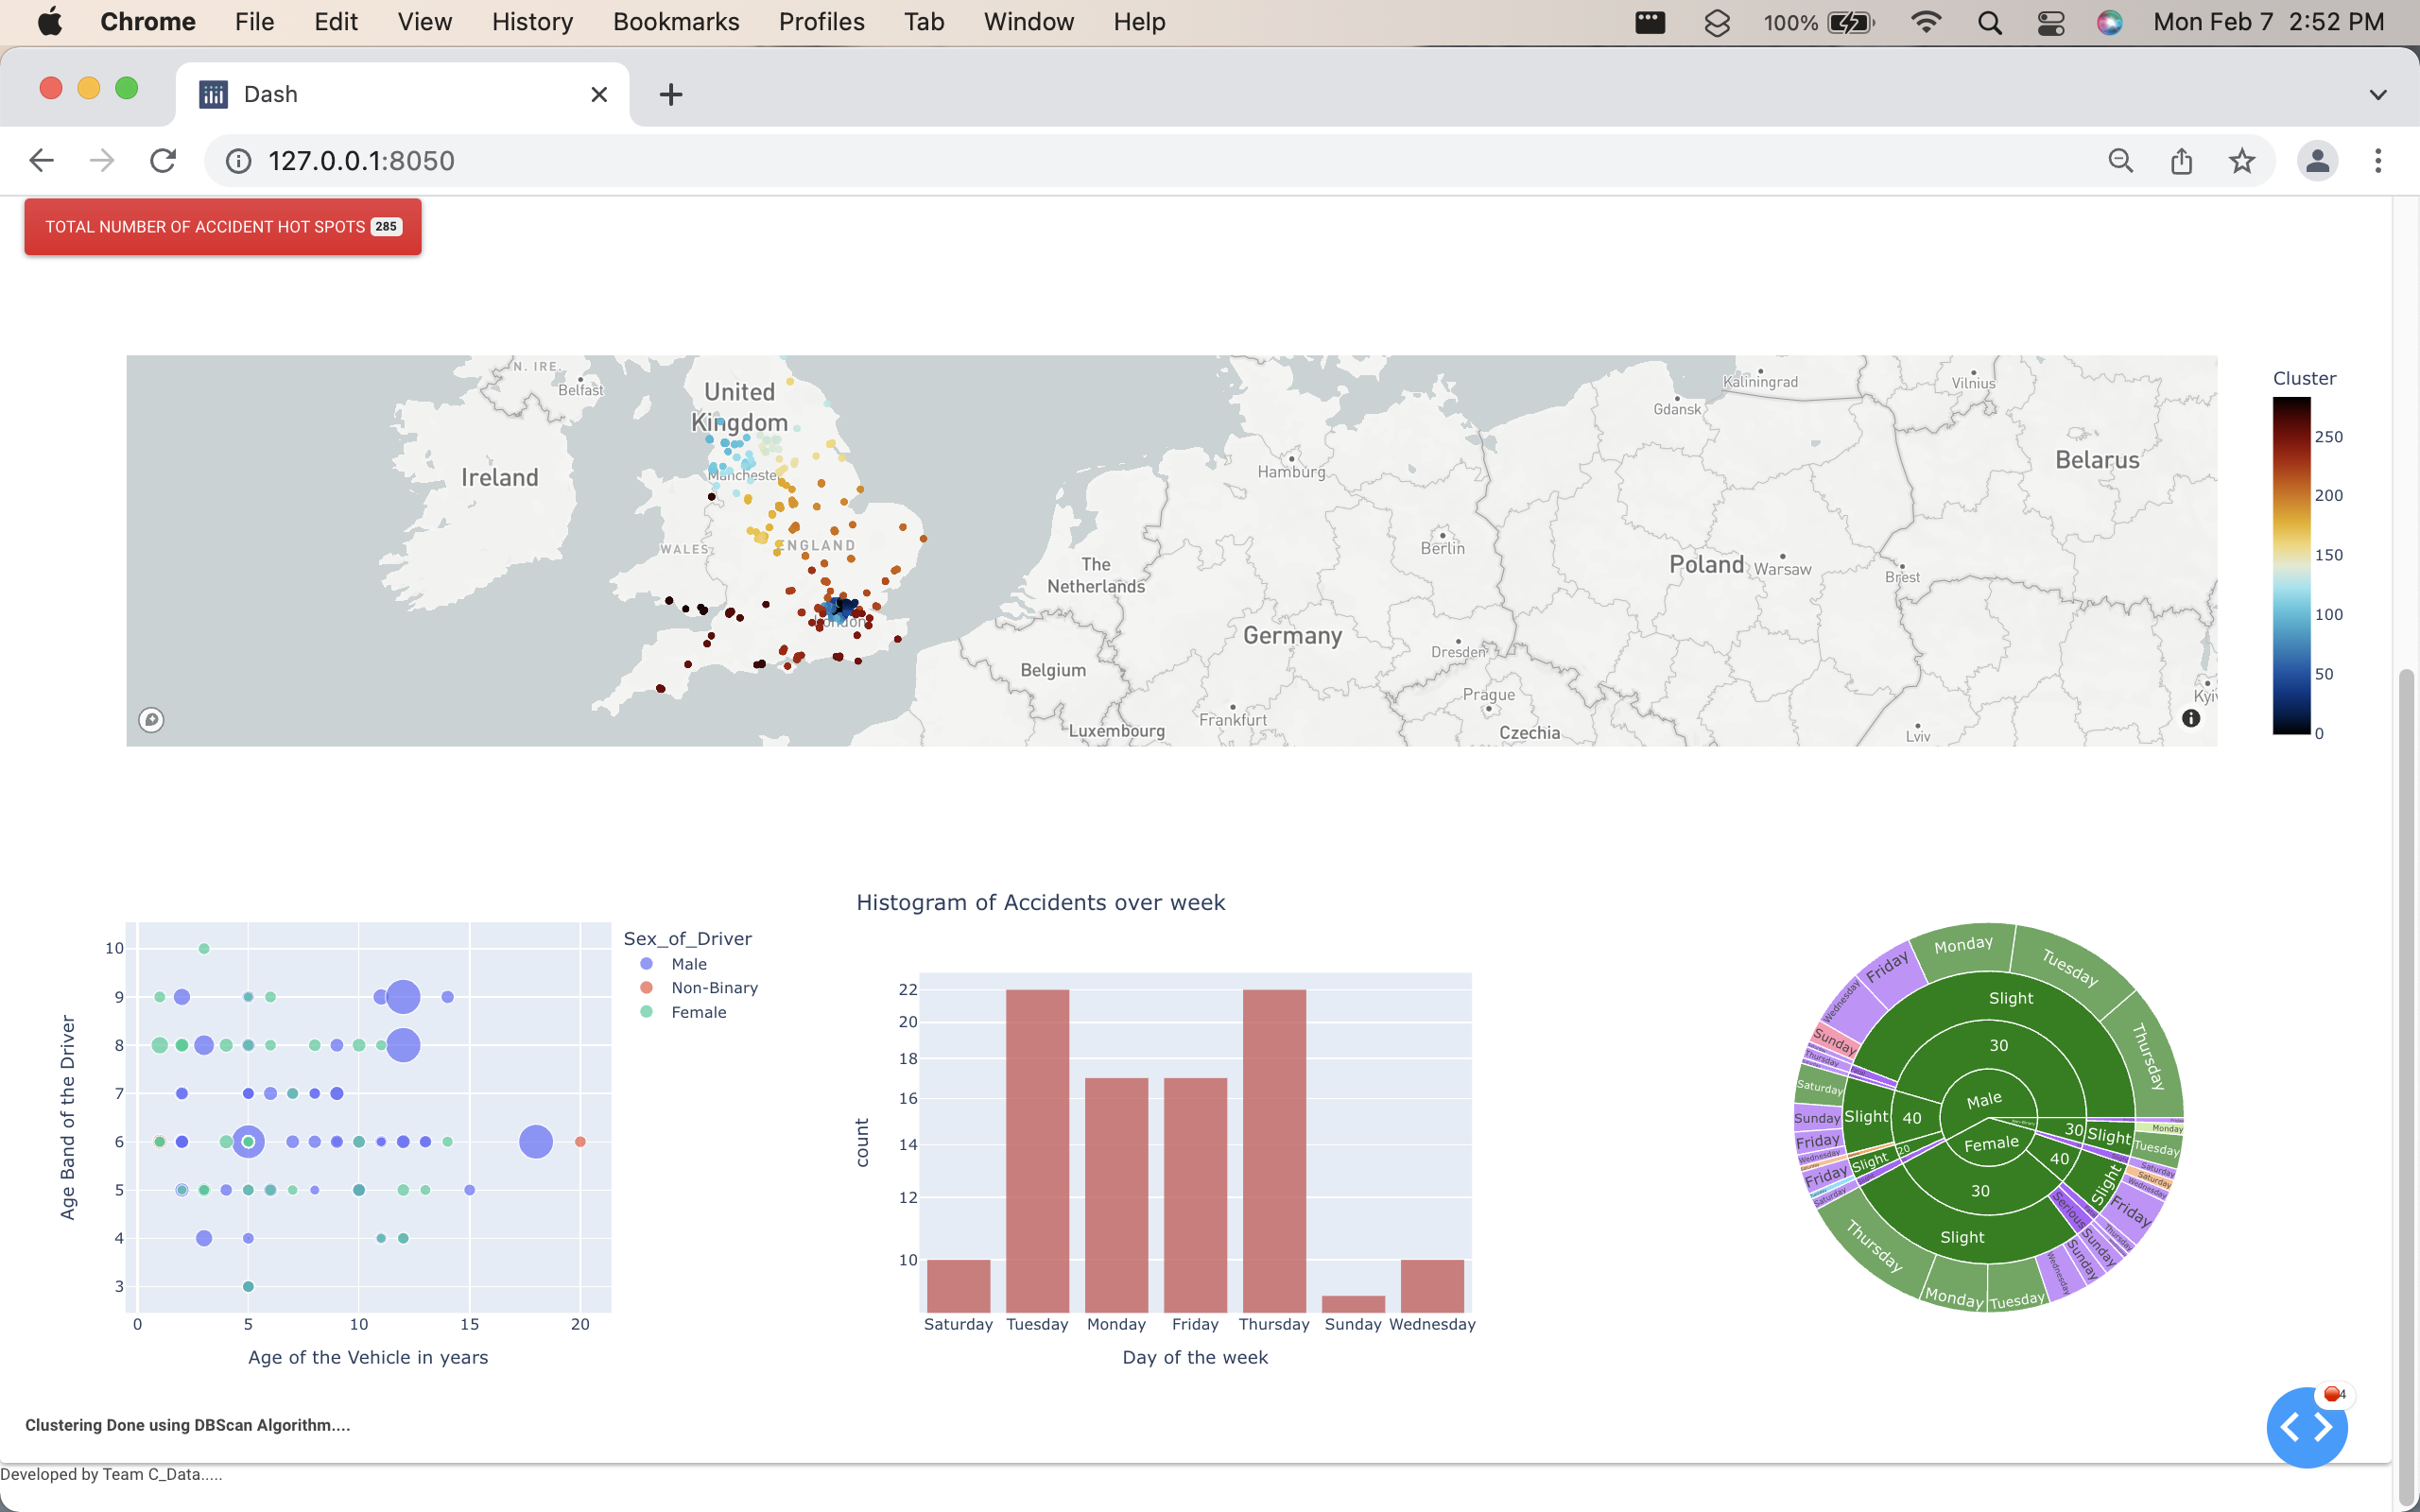 Chrome File Edit View History Bookmarks Profiles Tab Window Help 100% Mon Feb 7 2:52 PM
Dash
127.0.0.1:8050
TOTAL NUMBER OF ACCIDENT HOT SPOTS 285
N. IRE.
Belfast
United
Kingdom
Ireland
Mancheste
WALES
ENGLAND
London
The
Netherlands
Belgium
Luxembourg
Hamburg
Berlin
Germany
Dresden
Frankfurt
Prague
Czechia
Gdansk
Kaliningrad
Vilnius
Belarus
Poland
Warsaw
Brest
Lviv
Kyiv
Cluster
250
200
150
100
50
0
10
9
8
7
6
5
4
3
0 5 10 15 20
Age Band of the Driver
Age of the Vehicle in years
Sex_of_Driver
Male
Non-Binary
Female
Histogram of Accidents over week
22
20
18
16
14
12
10
count
Saturday Tuesday Monday Friday Thursday Sunday Wednesday
Day of the week
Male
30
Slight
Thursday
Tuesday
Monday
Friday
Wednesday
Sunday
Thursday
40
Slight
Saturday
Sunday
Friday
Wednesday
20
Slight
Friday
Saturday
Female
30
Slight
Thursday
Monday
Tuesday
Wednesday
Sunday
Serious
Sunday
Thursday
40
Slight
Friday
Wednesday
Saturday
Saturday
30
Slight
Tuesday
Monday
4
Clustering Done using DBScan Algorithm....
Developed by Team C_Data.....